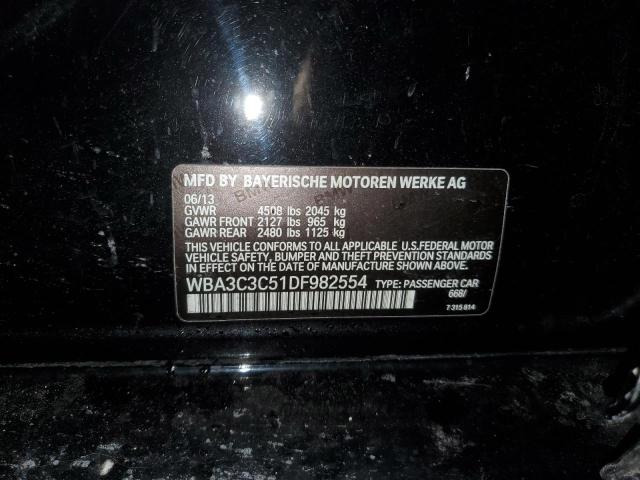 MFD BY BAYERISCHE MOTOREN WERKE AG
06/13
GVWR 4508 lbs 2045 kg
GAWR FRONT 2127 lbs 965 kg
GAWR REAR 2480 lbs 1125 kg
THIS VEHICLE CONFORMS TO ALL APPLICABLE U.S.FEDERAL MOTOR
VEHICLE SAFETY, BUMPER, AND THEFT PREVENTION STANDARDS
IN EFFECT ON THE DATE OF MANUFACTURE SHOWN ABOVE.
WBA3C3C51DF982554 TYPE: PASSENGER CAR
668/
7 315 814